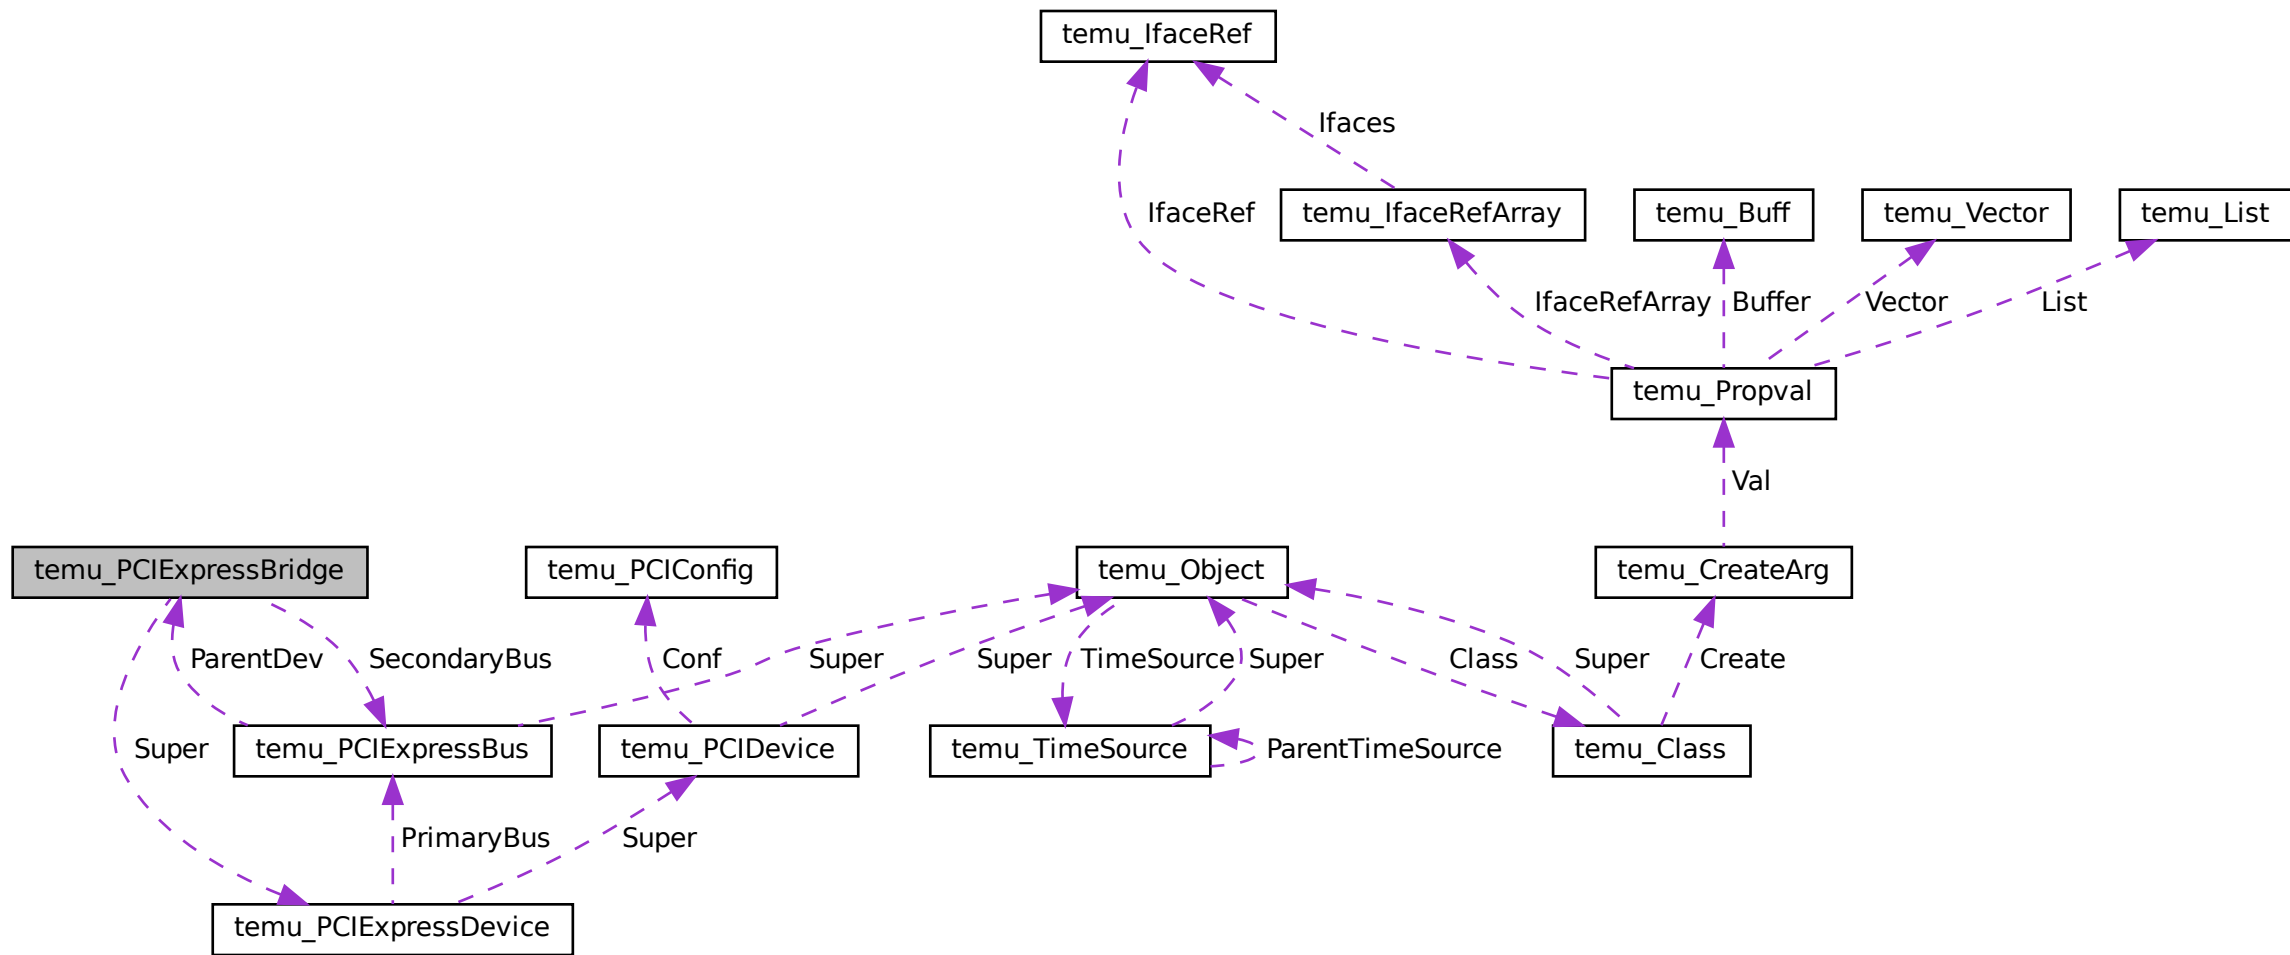 temu_IfaceRef
Ifaces
IfaceRef
temu_IfaceRefArray
temu_Buff
temu_Vector
temu_List
IfaceRefArray
Buffer
Vector
List
temu_Propval
Val
temu_PCIExpressBridge
temu_PCIConfig
temu_Object
temu_CreateArg
ParentDev
SecondaryBus
Conf
Super
Super
TimeSource
Super
Class
Super
Create
Super
temu_PCIExpressBus
temu_PCIDevice
temu_TimeSource
ParentTimeSource
temu_Class
PrimaryBus
Super
temu_PCIExpressDevice